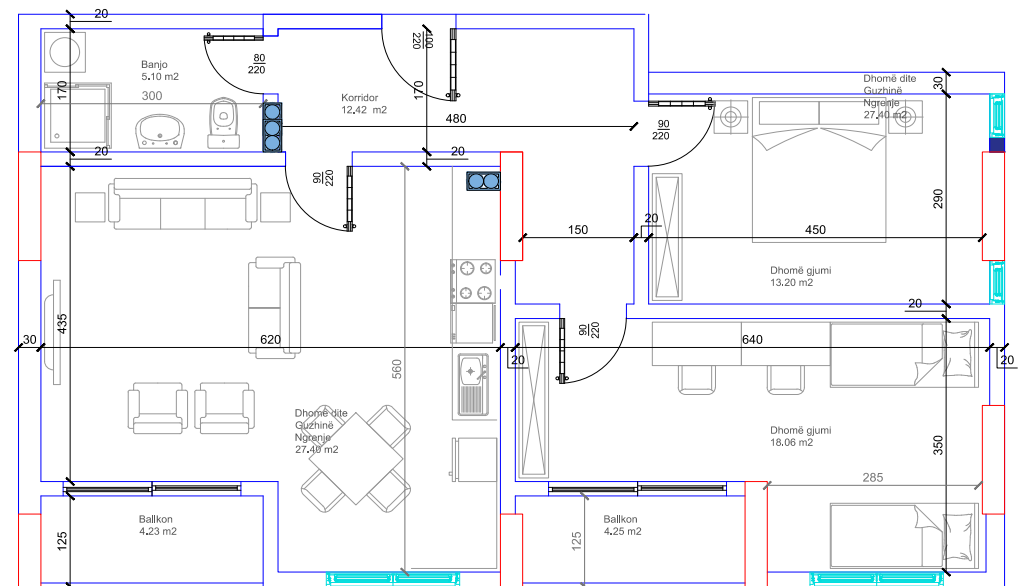 20
Banjo
5.10 m2
300
170
20
80
220
100
220
170
Korridor
12.42 m2
480
20
90
220
90
220
Dhomë dite
Guzhinë
Ngrenje
27.40 m2
30
290
150
20
450
Dhomë gjumi
13.20 m2
20
90
220
30
435
620
560
20
640
20
Dhomë dite
Guzhinë
Ngrenje
27.40 m2
Dhomë gjumi
18.06 m2
350
285
Ballkon
4.23 m2
125
Ballkon
4.25 m2
125